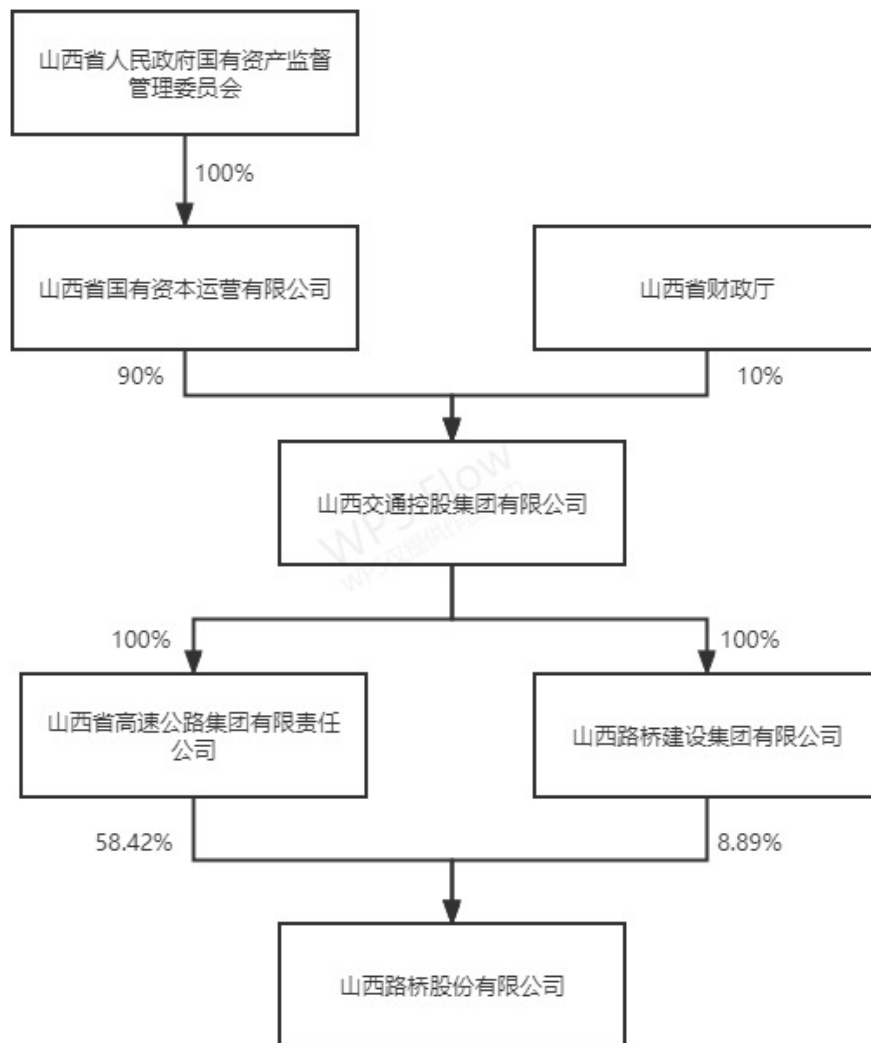 山西省人民政府国有资产监督
管理委员会
100%
山西省国有资本运营有限公司
山西省财政厅
90%
10%
山西交通控股集团有限公司
WPS Flow
100%
100%
山西省高速公路集团有限责任
公司
山西路桥建设集团有限公司
58.42%
8.89%
山西路桥股份有限公司